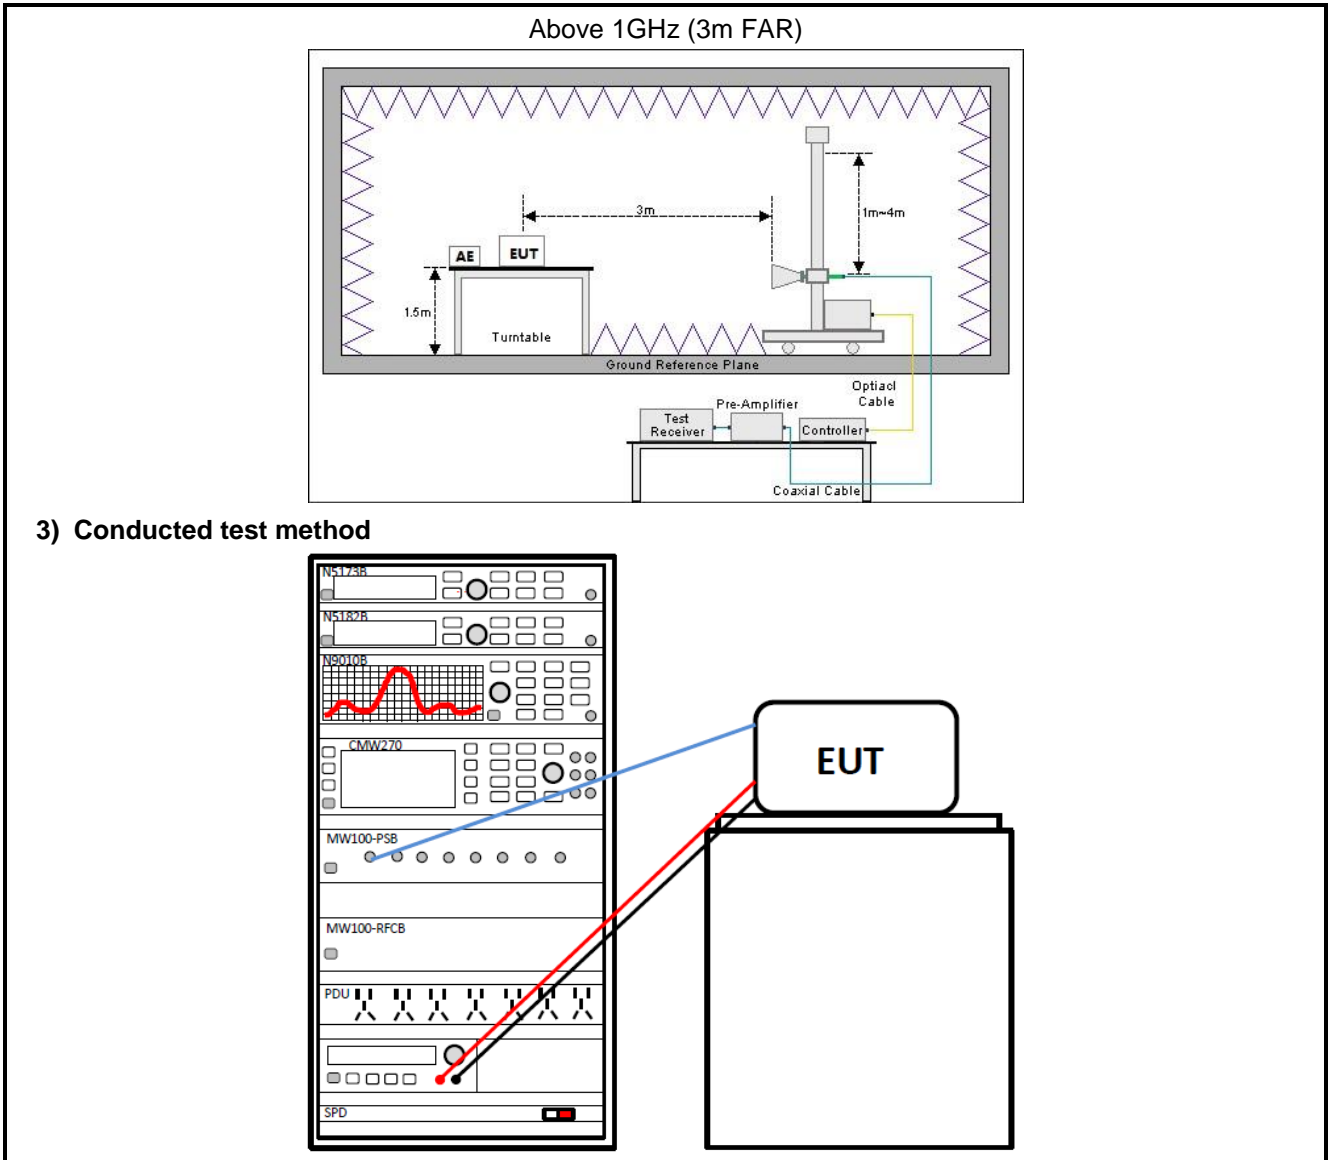 Above 1GHz (3m FAR)
3m
1m~4m
AE
EUT
1.5m
Turntable
Ground Reference Plane
Optiacl
Cable
Pre-Amplifier
Test
Receiver
Controller
Coaxial Cable
3) Conducted test method
N5173B
N5182B
N9010B
CMW270
EUT
MW100-PSB
MW100-RFCB
PDU
SPD